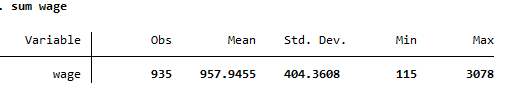 . sum wage
Variable Obs Mean Std. Dev. Min Max
wage 935 957.9455 404.3608 115 3078